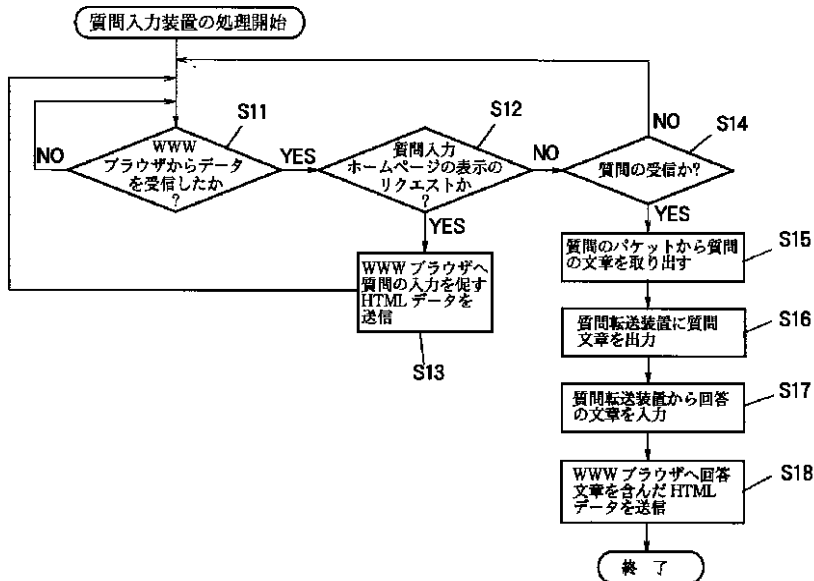 質問入力装置の処理開始
S11
WWW
ブラウザからデータ
を受信したか
?
NO
YES
S12
質問入力
ホームページの表示の
リクエストか
?
NO
YES
S14
質問の受信か?
NO
YES
WWW ブラウザへ
質問の入力を促す
HTML データを
送信
S13
質問のパケットから質問
の文章を取り出す
S15
質問転送装置に質問
文章を出力
S16
質問転送装置から回答
の文章を入力
S17
WWW ブラウザへ回答
文章を含んだ HTML
データを送信
S18
終 了